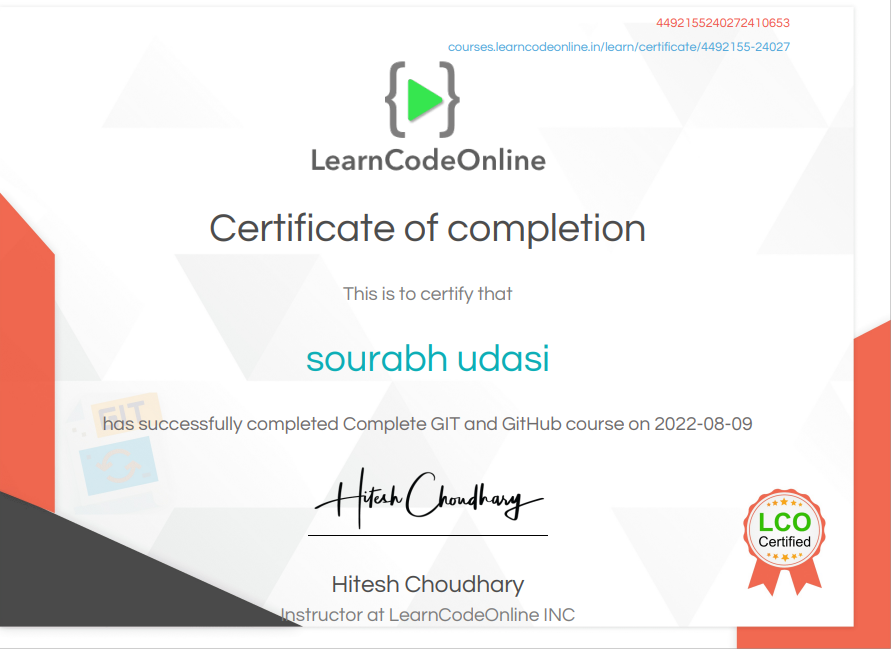 4492155240272410653
courses.learncodeonline.in/learn/certificate/4492155-24027
LearnCodeOnline
Certificate of completion
This is to certify that
sourabh udasi
GIT
has successfully completed Complete GIT and GitHub course on 2022-08-09
Hitesh Choudhary
LCO
Certified
Hitesh Choudhary
Instructor at LearnCodeOnline INC